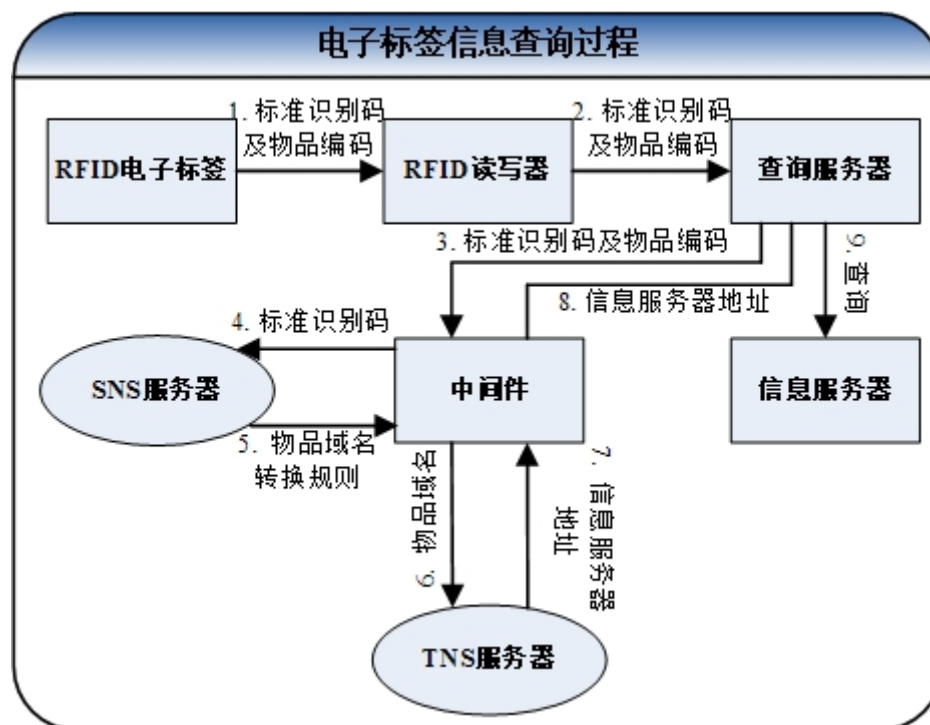 电子标签信息查询过程
1. 标准识别码
及物品编码
2. 标准识别码
及物品编码
RFID电子标签
RFID读写器
查询服务器
3. 标准识别码及物品编码
9. 查询
8. 信息服务器地址
4. 标准识别码
SNS服务器
中间件
信息服务器
5. 物品域名
转换规则
6. 物品域名
7. 信息服务器
地址
TNS服务器